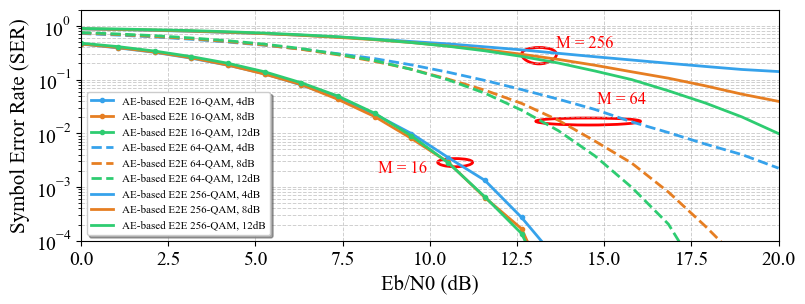 Symbol Error Rate (SER)
10⁰
10⁻¹
10⁻²
10⁻³
10⁻⁴
M = 256
M = 64
M = 16
AE-based E2E 16-QAM, 4dB
AE-based E2E 16-QAM, 8dB
AE-based E2E 16-QAM, 12dB
AE-based E2E 64-QAM, 4dB
AE-based E2E 64-QAM, 8dB
AE-based E2E 64-QAM, 12dB
AE-based E2E 256-QAM, 4dB
AE-based E2E 256-QAM, 8dB
AE-based E2E 256-QAM, 12dB
0.0 2.5 5.0 7.5 10.0 12.5 15.0 17.5 20.0
Eb/N0 (dB)